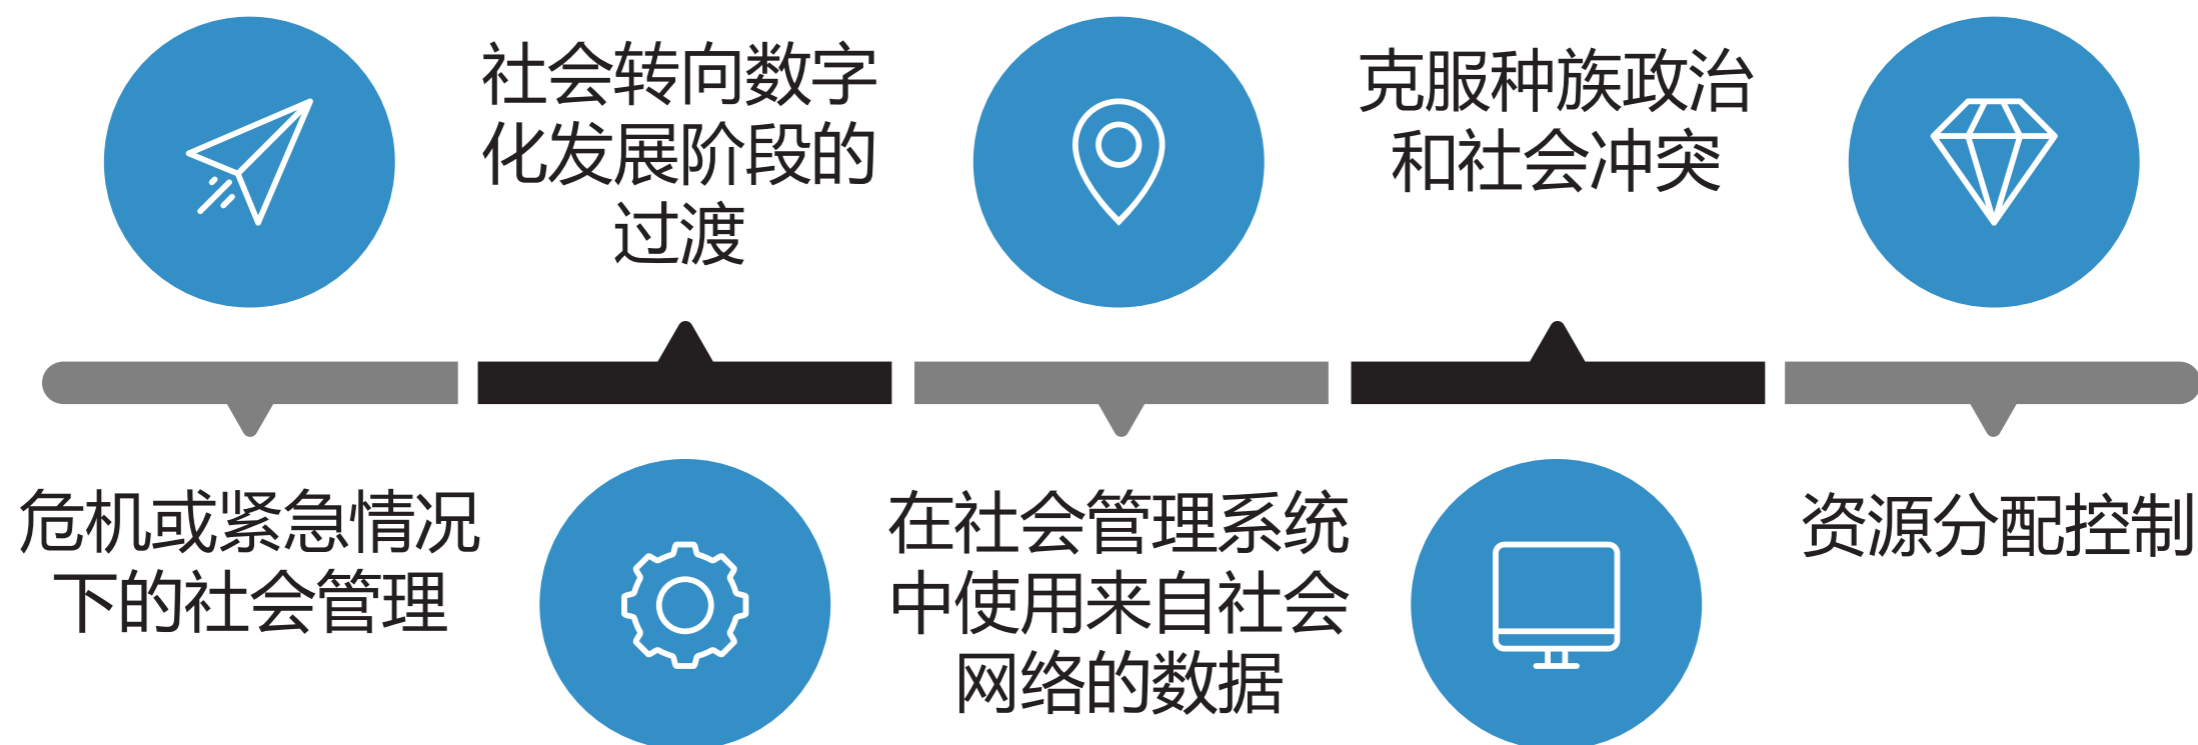 危机或紧急情况
下的社会管理
社会转向数字
化发展阶段的
过渡
在社会管理系统
中使用来自社会
网络的数据
克服种族政治
和社会冲突
资源分配控制